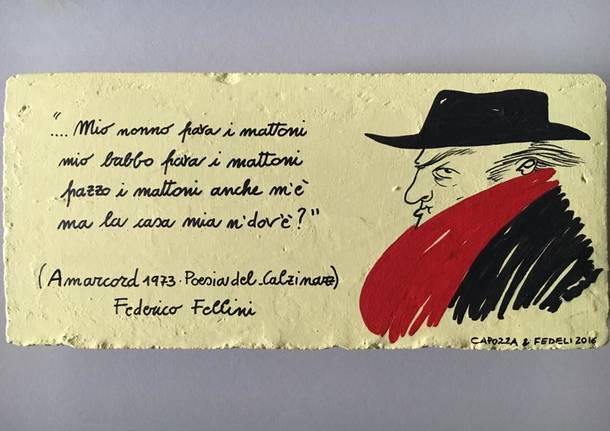 ".... Mio nonno fava i mattoni
mio babbo fava i mattoni
fazzo i mattoni anche m'è
ma la casa mia n'dov'è?"
(Amarcord 1973. Poesia del Calzinazz)
Federico Fellini
CAPOZZA & FEDELI 2016